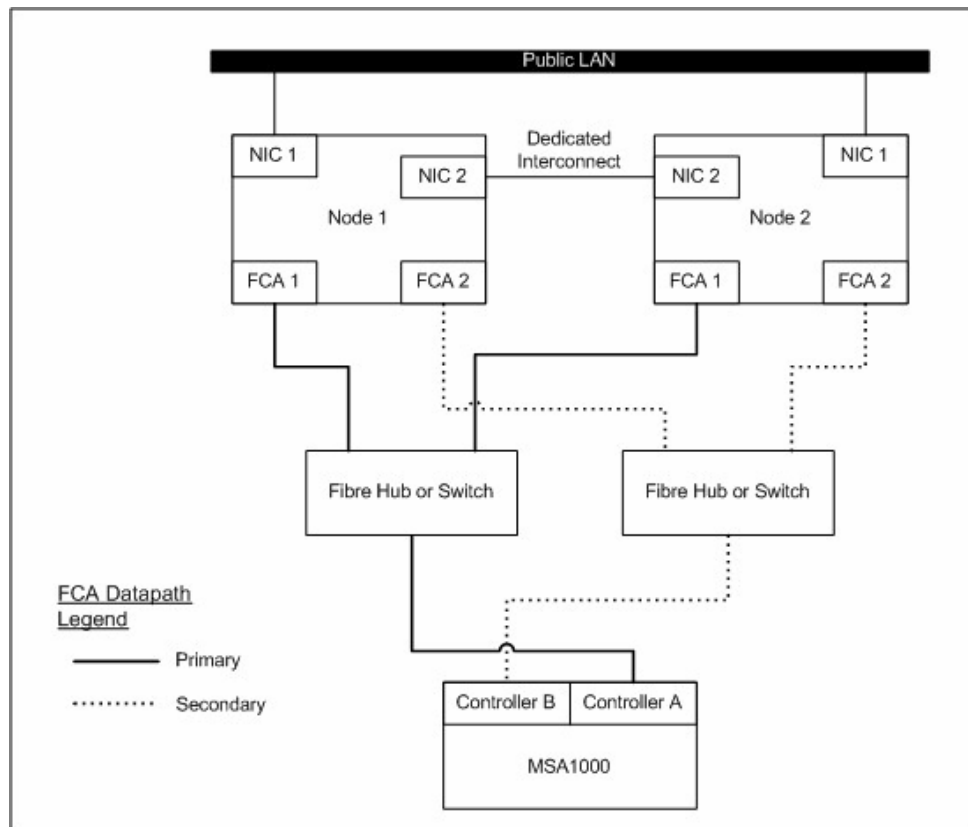 Public LAN
NIC 1
NIC 2
Node 1
FCA 1
FCA 2
Dedicated
Interconnect
NIC 1
NIC 2
Node 2
FCA 1
FCA 2
Fibre Hub or Switch
Fibre Hub or Switch
FCA Datapath
Legend
Primary
Secondary
Controller B
Controller A
MSA1000